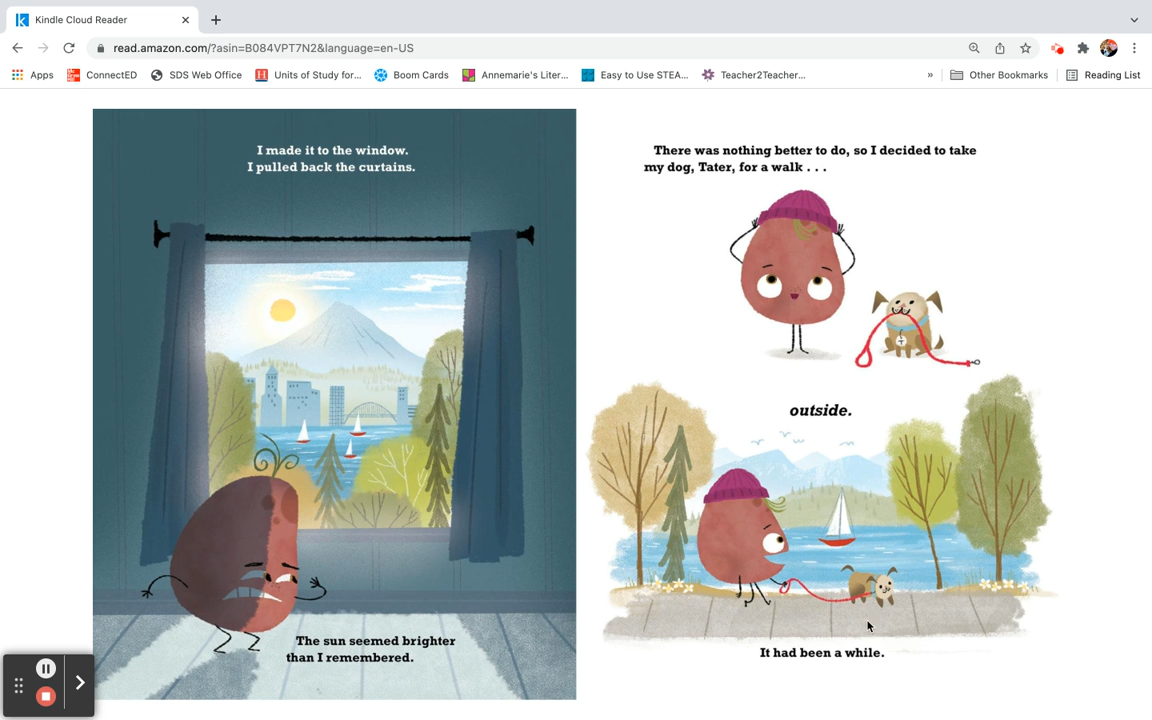 Kindle Cloud Reader
read.amazon.com/?asin=B084VPT7N2&language=en-US
Apps
ConnectED
SDS Web Office
Units of Study for...
Boom Cards
Annemarie's Liter...
Easy to Use STEA...
Teacher2Teacher...
»
Other Bookmarks
Reading List
I made it to the window.
I pulled back the curtains.
The sun seemed brighter
than I remembered.
There was nothing better to do, so I decided to take
my dog, Tater, for a walk . . .
T
outside.
It had been a while.